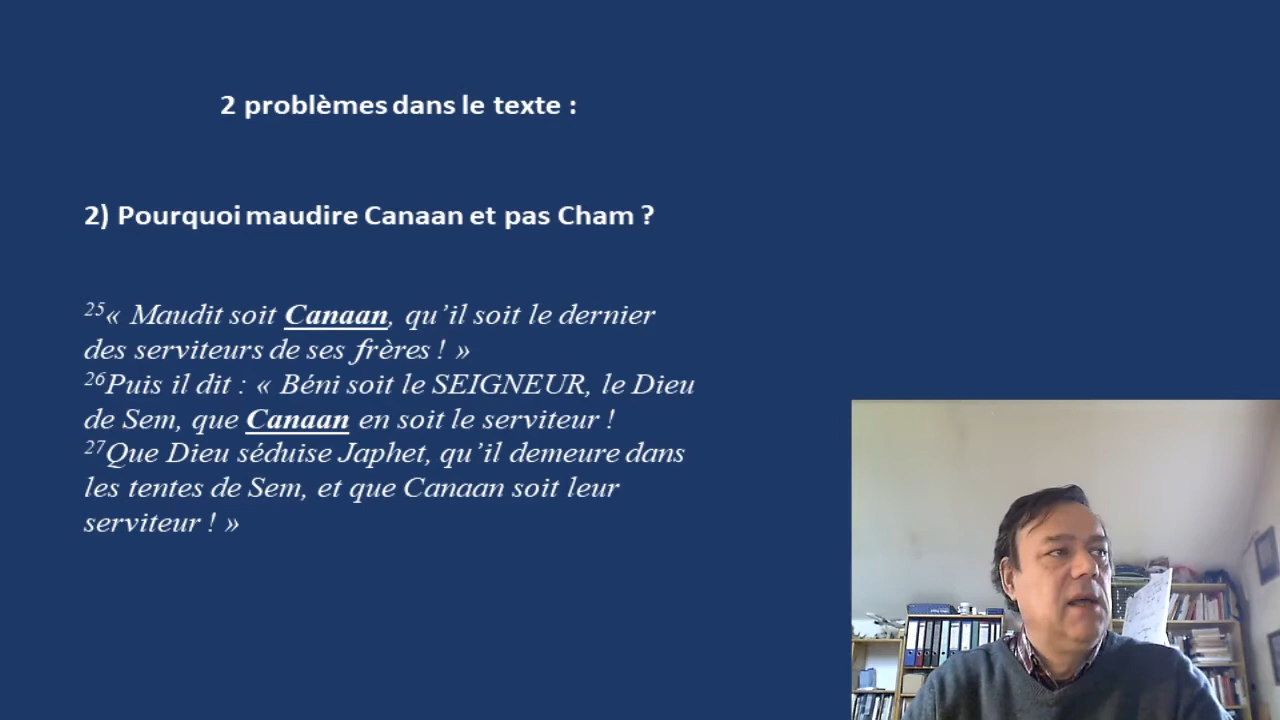 2 problèmes dans le texte :
2) Pourquoi maudire Canaan et pas Cham ?
25« Maudit soit Canaan, qu’il soit le dernier
des serviteurs de ses frères ! »
26Puis il dit : « Béni soit le SEIGNEUR, le Dieu
de Sem, que Canaan en soit le serviteur !
27Que Dieu séduise Japhet, qu’il demeure dans
les tentes de Sem, et que Canaan soit leur
serviteur ! »